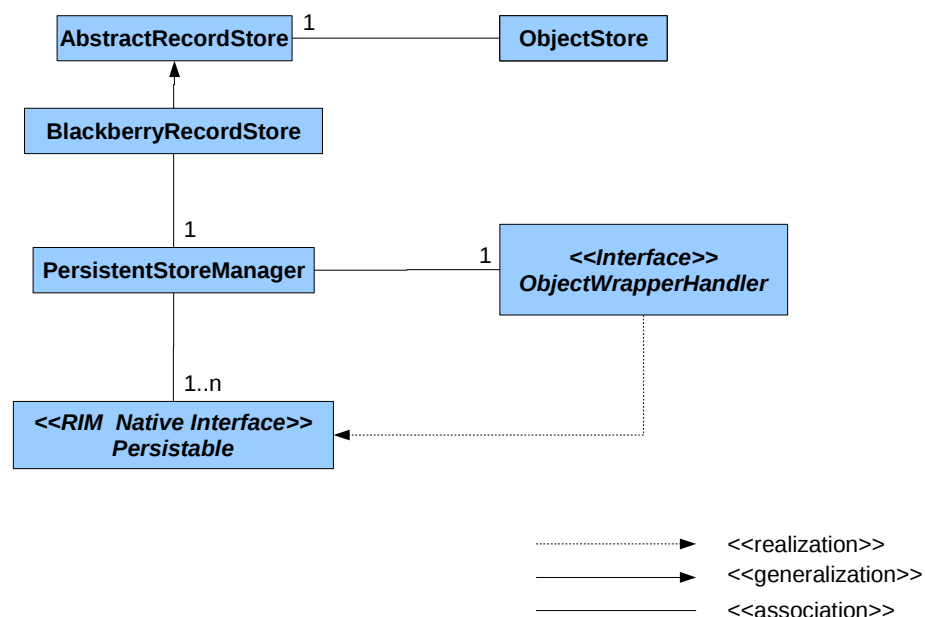 AbstractRecordStore
1
ObjectStore
BlackberryRecordStore
1
PersistentStoreManager
1
<<Interface>>
ObjectWrapperHandler
1..n
<<RIM  Native Interface>>
Persistable
<<realization>>
<<generalization>>
<<association>>